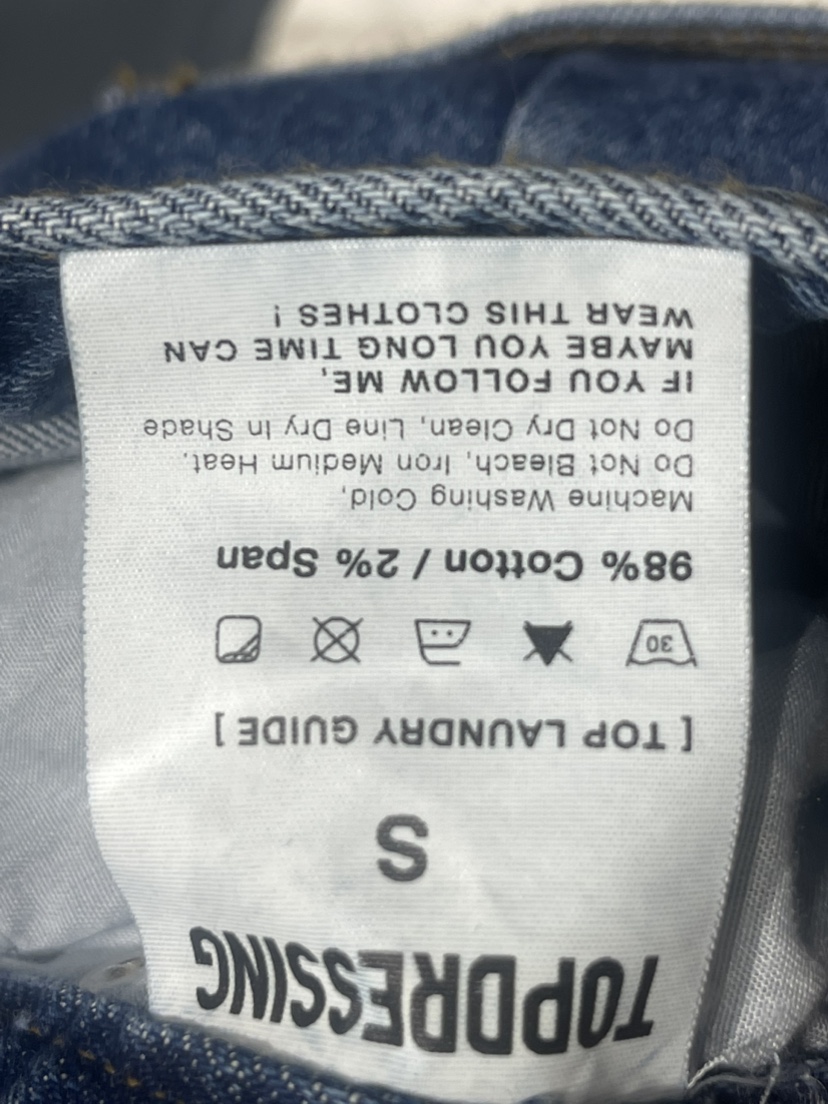 TOPDRESSING
S
[ TOP LAUNDRY GUIDE ]
30
98% Cotton / 2% Span
Machine Washing Cold,
Do Not Bleach, Iron Medium Heat,
Do Not Dry Clean, Line Dry In Shade
IF YOU FOLLOW ME,
MAYBE YOU LONG TIME CAN
WEAR THIS CLOTHES !